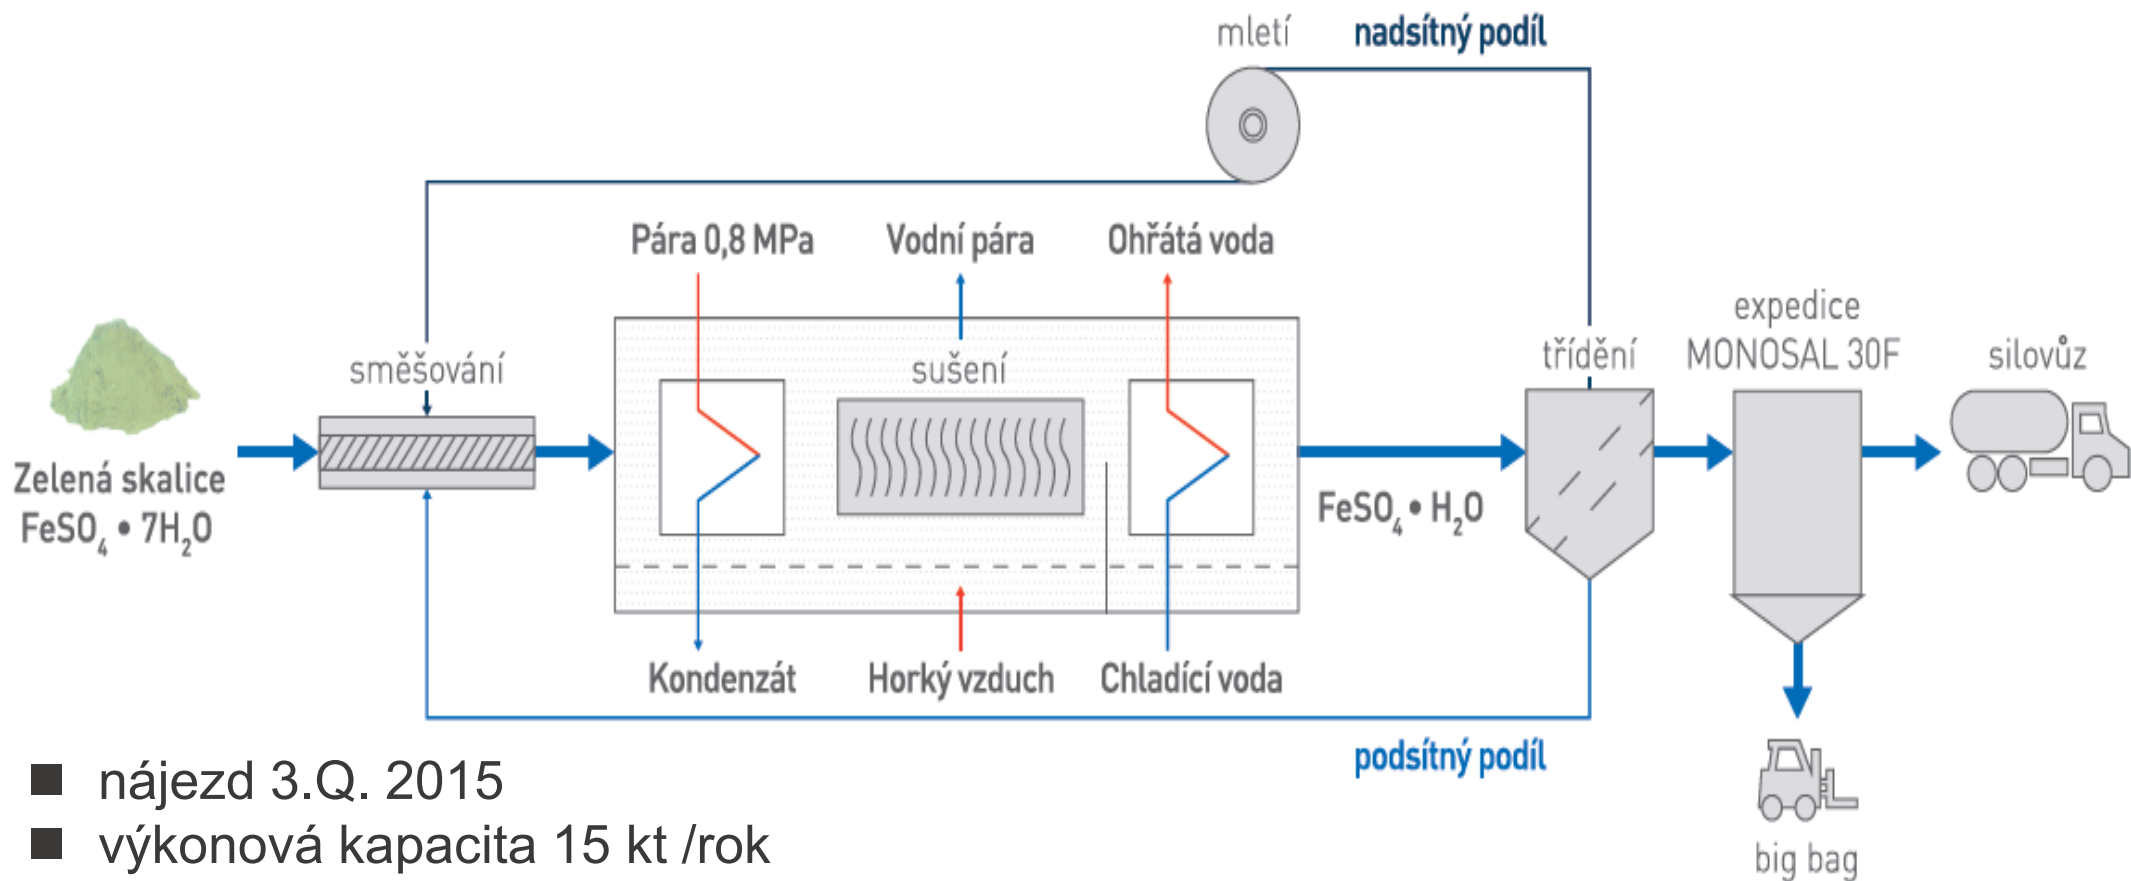 mletí
nadsítný podíl
Pára 0,8 MPa
Vodní pára
Ohřátá voda
směšování
sušení
třídění
expedice
MONOSAL 30F
silovůz
Zelená skalice
FeSO₄ • 7H₂O
FeSO₄ • H₂O
Kondenzát
Horký vzduch
Chladící voda
podsítný podíl
big bag
nájezd 3.Q. 2015
výkonová kapacita 15 kt /rok